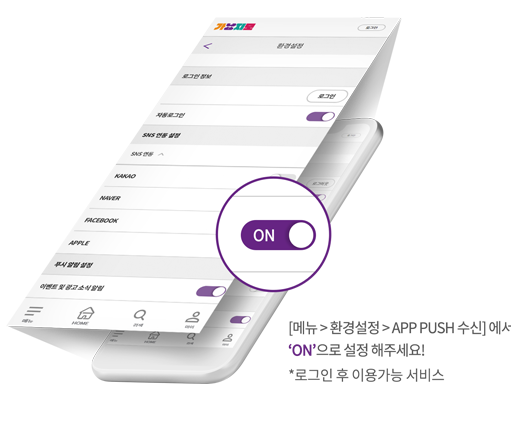 가남지로
로그인
환경설정
로그인 정보
로그인
자동로그인
SNS 연동 설정
SNS 연동
KAKAO
NAVER
FACEBOOK
APPLE
ON
푸시 알림 설정
이벤트 및 광고 소식 알림
메뉴
HOME
검색
[메뉴 > 환경설정 > APP PUSH 수신] 에서
‘ON’으로 설정 해주세요!
*로그인 후 이용가능 서비스